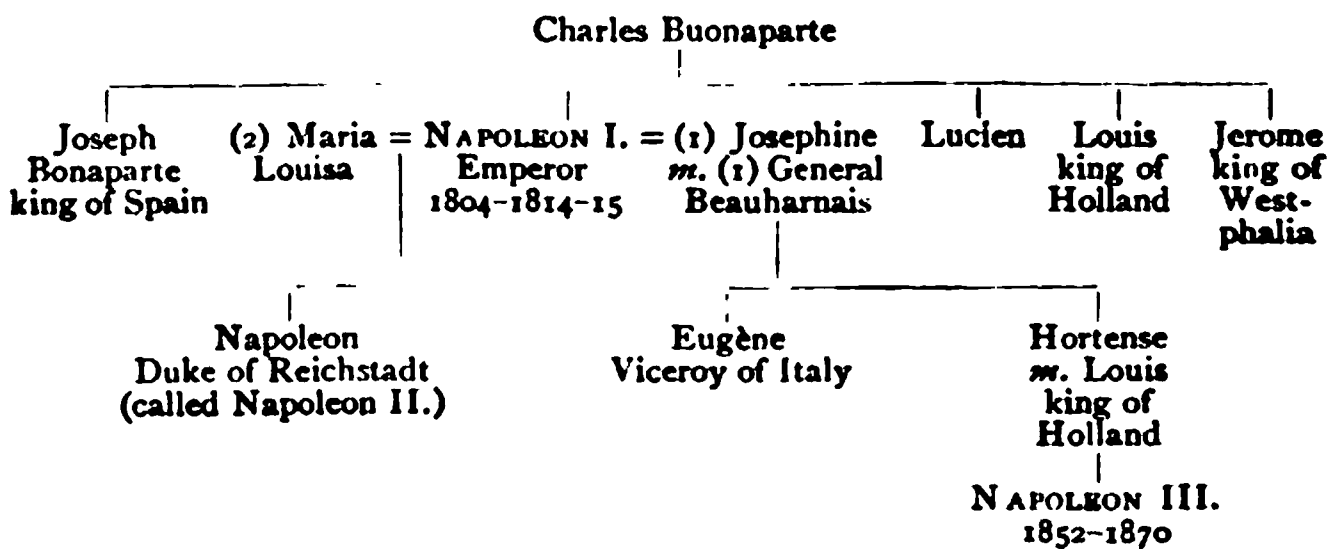 Charles Buonaparte
Joseph
Bonaparte
king of Spain
(2) Maria = NAPOLEON I. = (1) Josephine
Louisa
Emperor
1804–1814–15
m. (1) General
Beauharnais
Lucien
Louis
king of
Holland
Jerome
king of
West-
phalia
Napoleon
Duke of Reichstadt
(called Napoleon II.)
Eugène
Viceroy of Italy
Hortense
m. Louis
king of
Holland
NAPOLEON III.
1852–1870